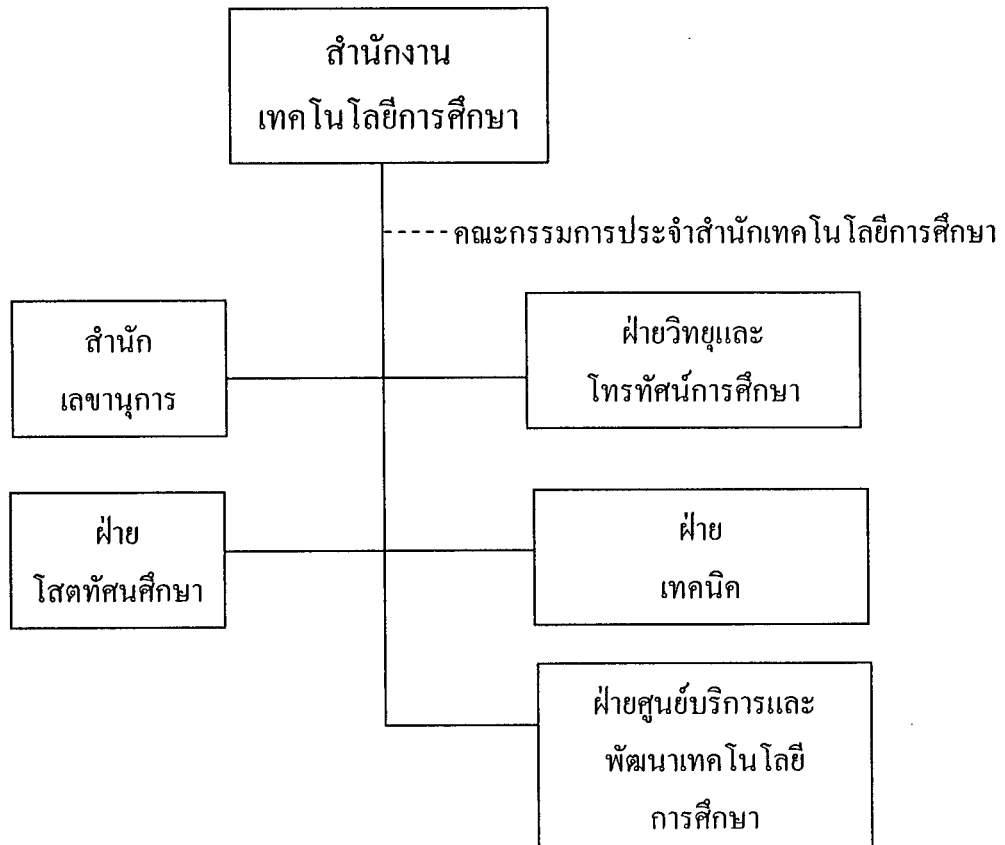 สำนักงาน
เทคโนโลยีการศึกษา
คณะกรรมการประจำสำนักเทคโนโลยีการศึกษา
สำนัก
เลขานุการ
ฝ่ายวิทยุและ
โทรทัศน์การศึกษา
ฝ่าย
โสตทัศนศึกษา
ฝ่าย
เทคนิค
ฝ่ายศูนย์บริการและ
พัฒนาเทคโนโลยี
การศึกษา